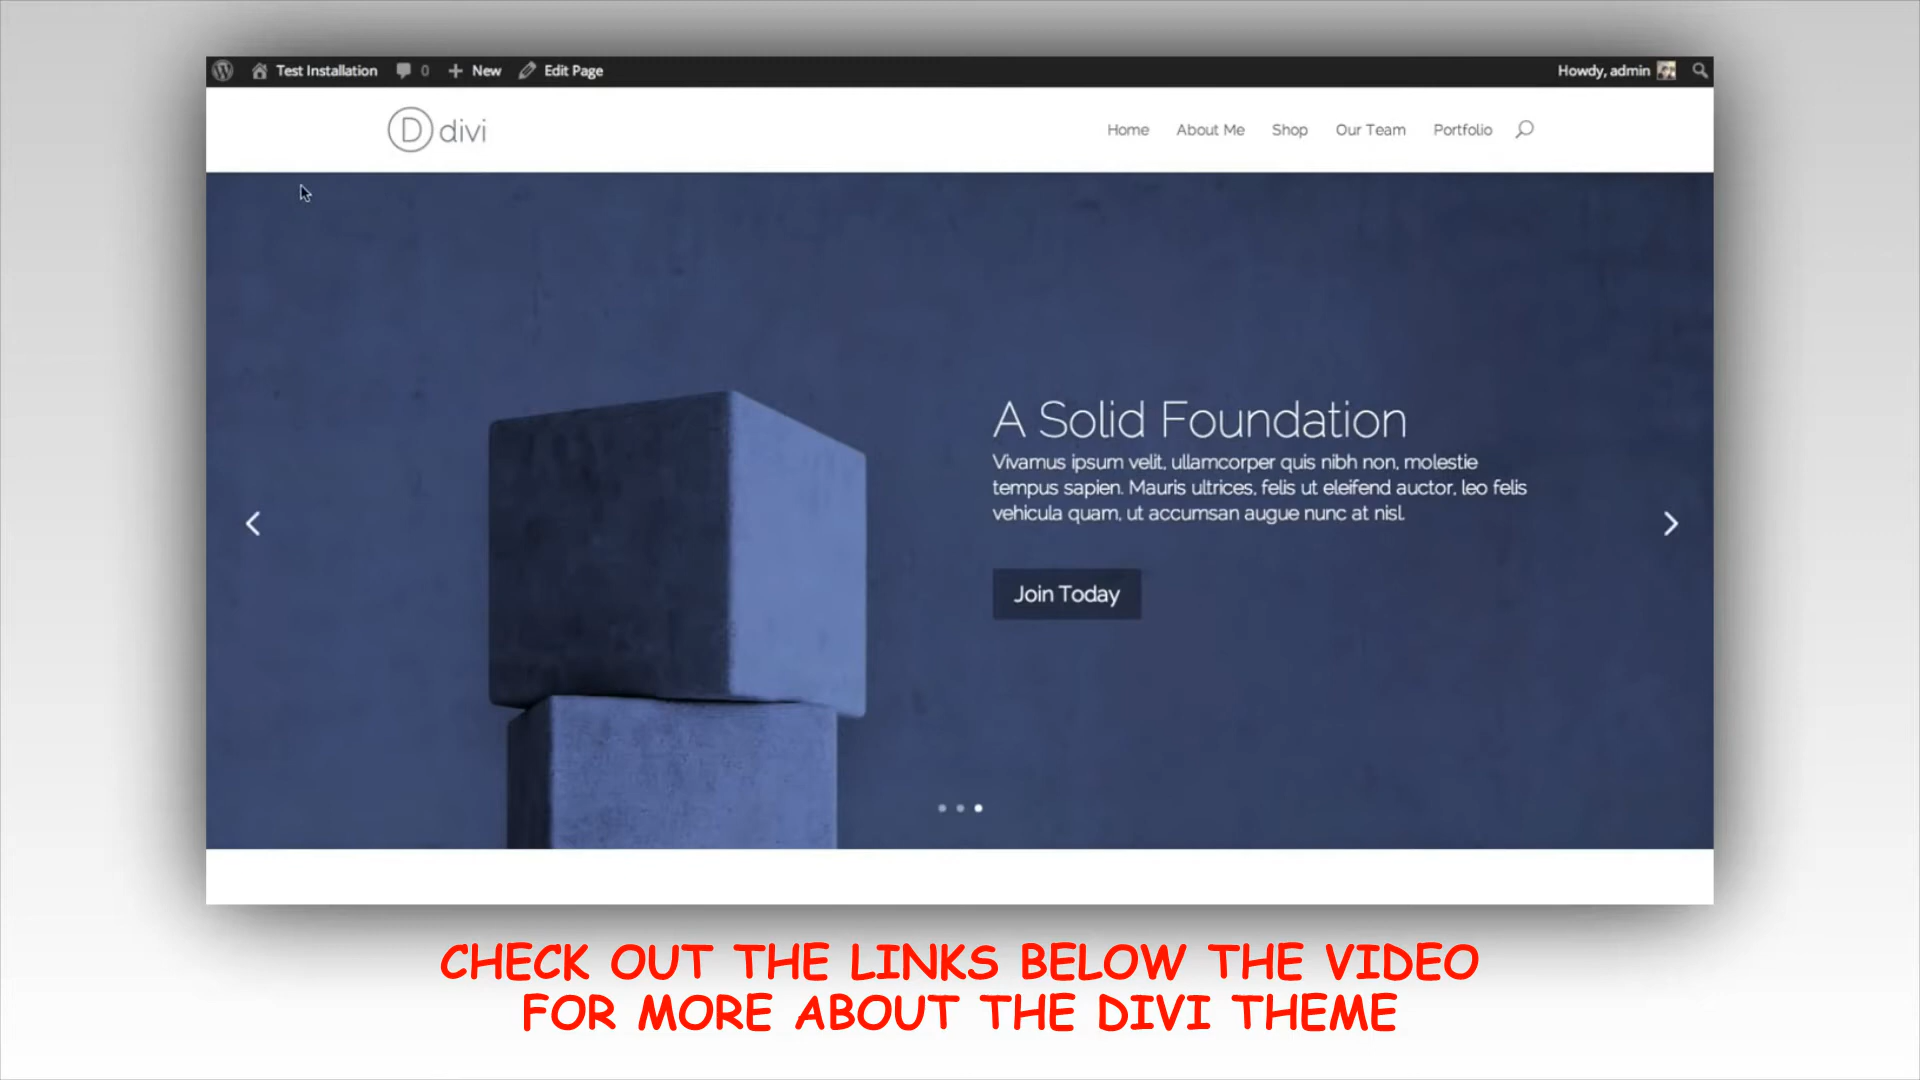 Test Installation 0 New Edit Page Howdy, admin
D divi Home About Me Shop Our Team Portfolio
A Solid Foundation
Vivamus ipsum velit, ullamcorper quis nibh non, molestie
tempus sapien. Mauris ultrices, felis ut eleifend auctor, leo felis
vehicula quam, ut accumsan augue nunc at nisl.
Join Today
CHECK OUT THE LINKS BELOW THE VIDEO
FOR MORE ABOUT THE DIVI THEME